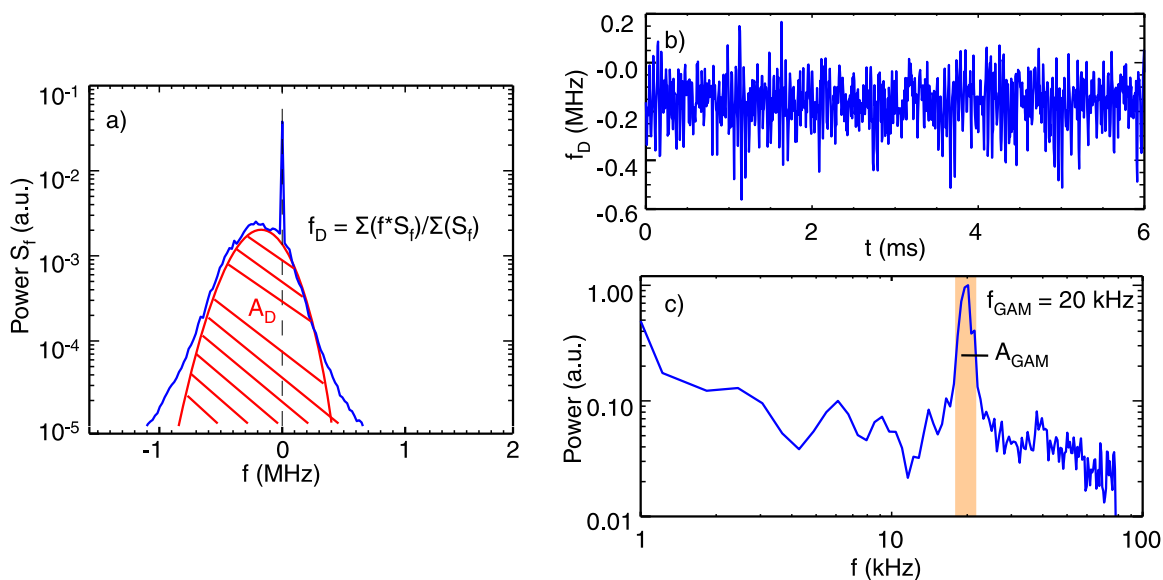 a)
Power S_f (a.u.)
10^-1
10^-2
10^-3
10^-4
10^-5
f_D = Σ(f*S_f)/Σ(S_f)
A_D
-1
0
1
2
f (MHz)
b)
f_D (MHz)
0.2
-0.0
-0.2
-0.4
-0.6
0
2
4
6
t (ms)
c)
Power (a.u.)
1.00
0.10
0.01
f_GAM = 20 kHz
A_GAM
1
10
100
f (kHz)